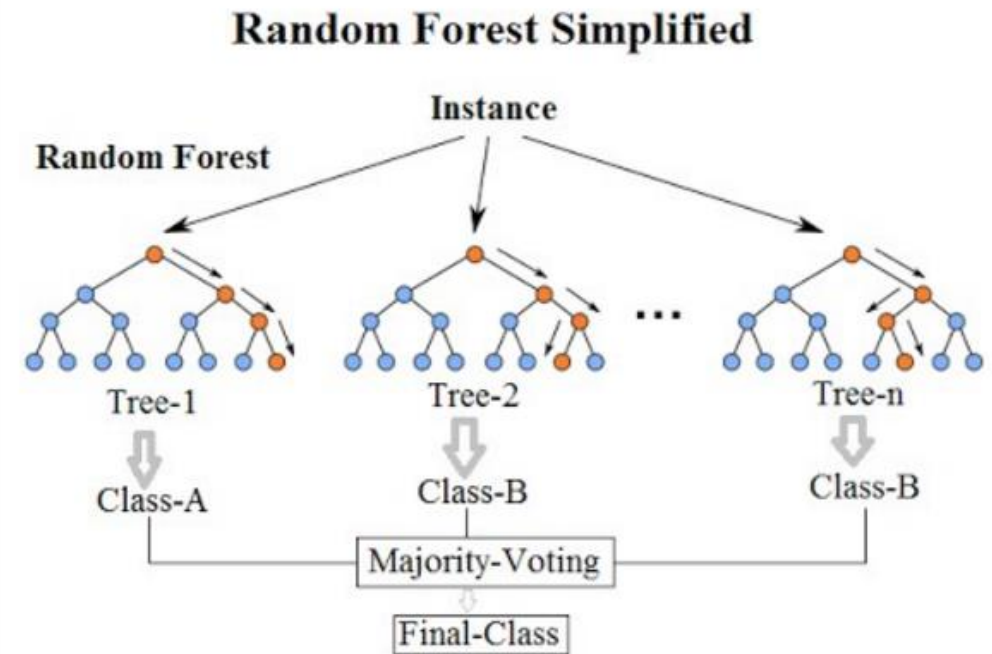 Random Forest Simplified
Instance
Random Forest
...
Tree-1
Tree-2
Tree-n
Class-A
Class-B
Class-B
Majority-Voting
Final-Class